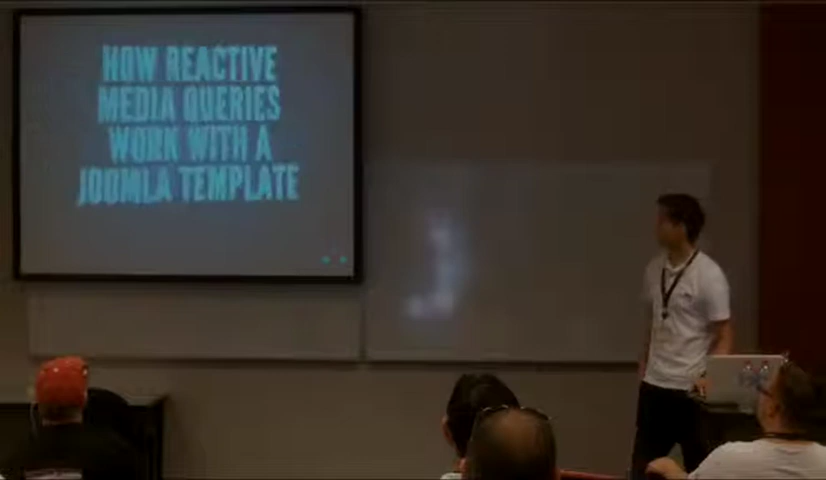 HOW REACTIVE
MEDIA QUERIES
WORK WITH A
JOOMLA TEMPLATE